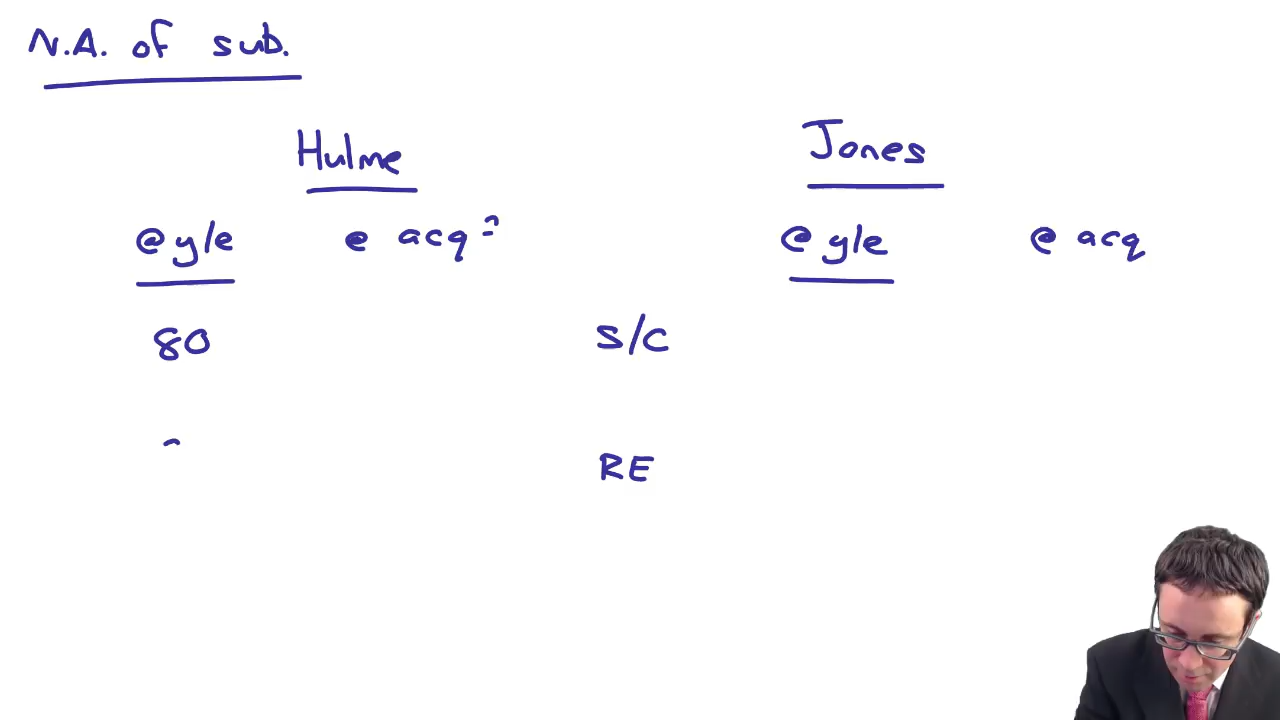 N.A. of sub.
Hulme Jones
@ y/e @ acq @ y/e @ acq
80 S/C
RE